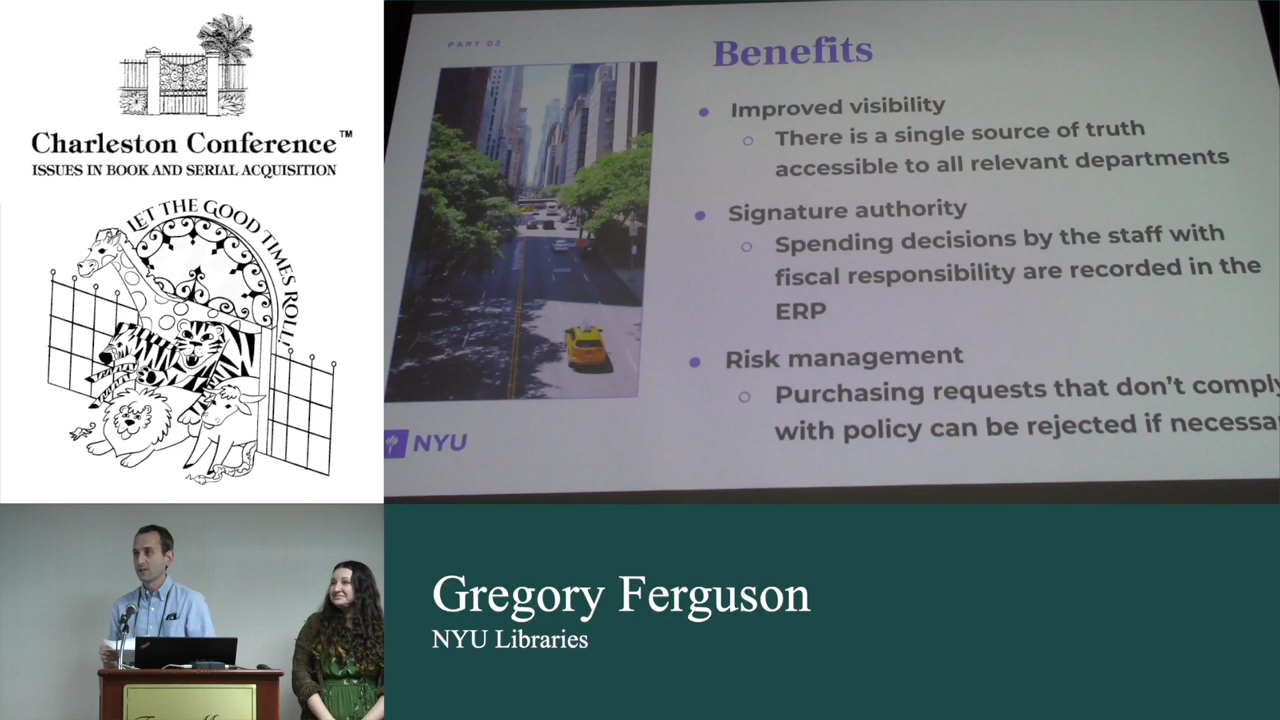 Charleston Conference™
ISSUES IN BOOK AND SERIAL ACQUISITION
LET THE GOOD TIMES ROLL!
PART 02
Benefits
Improved visibility
There is a single source of truth
accessible to all relevant departments
Signature authority
Spending decisions by the staff with
fiscal responsibility are recorded in the
ERP
Risk management
Purchasing requests that don't comply
with policy can be rejected if necessa
NYU
Gregory Ferguson
NYU Libraries